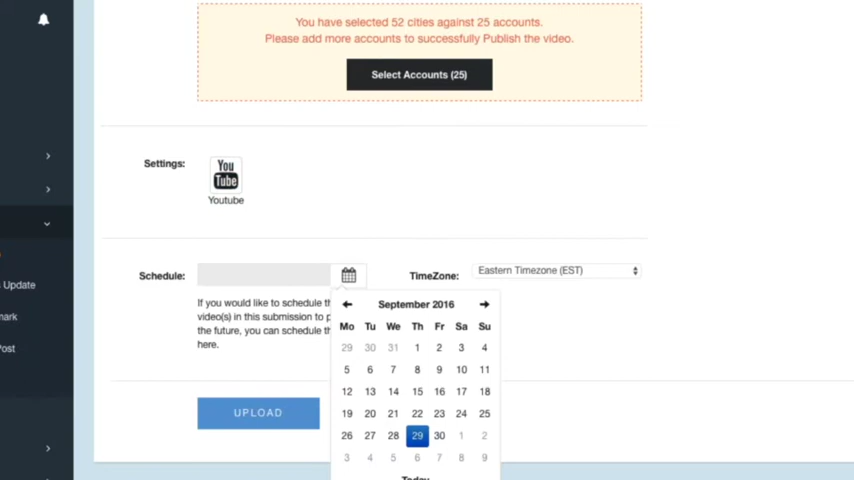 You have selected 52 cities against 25 accounts.
Please add more accounts to successfully Publish the video.
Select Accounts (25)
Settings:
You
Tube
Youtube
Schedule:
TimeZone:
Eastern Timezone (EST)
If you would like to schedule th
video(s) in this submission to p
the future, you can schedule th
here.
September 2016
Mo Tu We Th Fr Sa Su
29 30 31 1 2 3 4
5 6 7 8 9 10 11
12 13 14 15 16 17 18
19 20 21 22 23 24 25
26 27 28 29 30 1 2
3 4 5 6 7 8 9
Today
UPLOAD
s Update
mark
Post